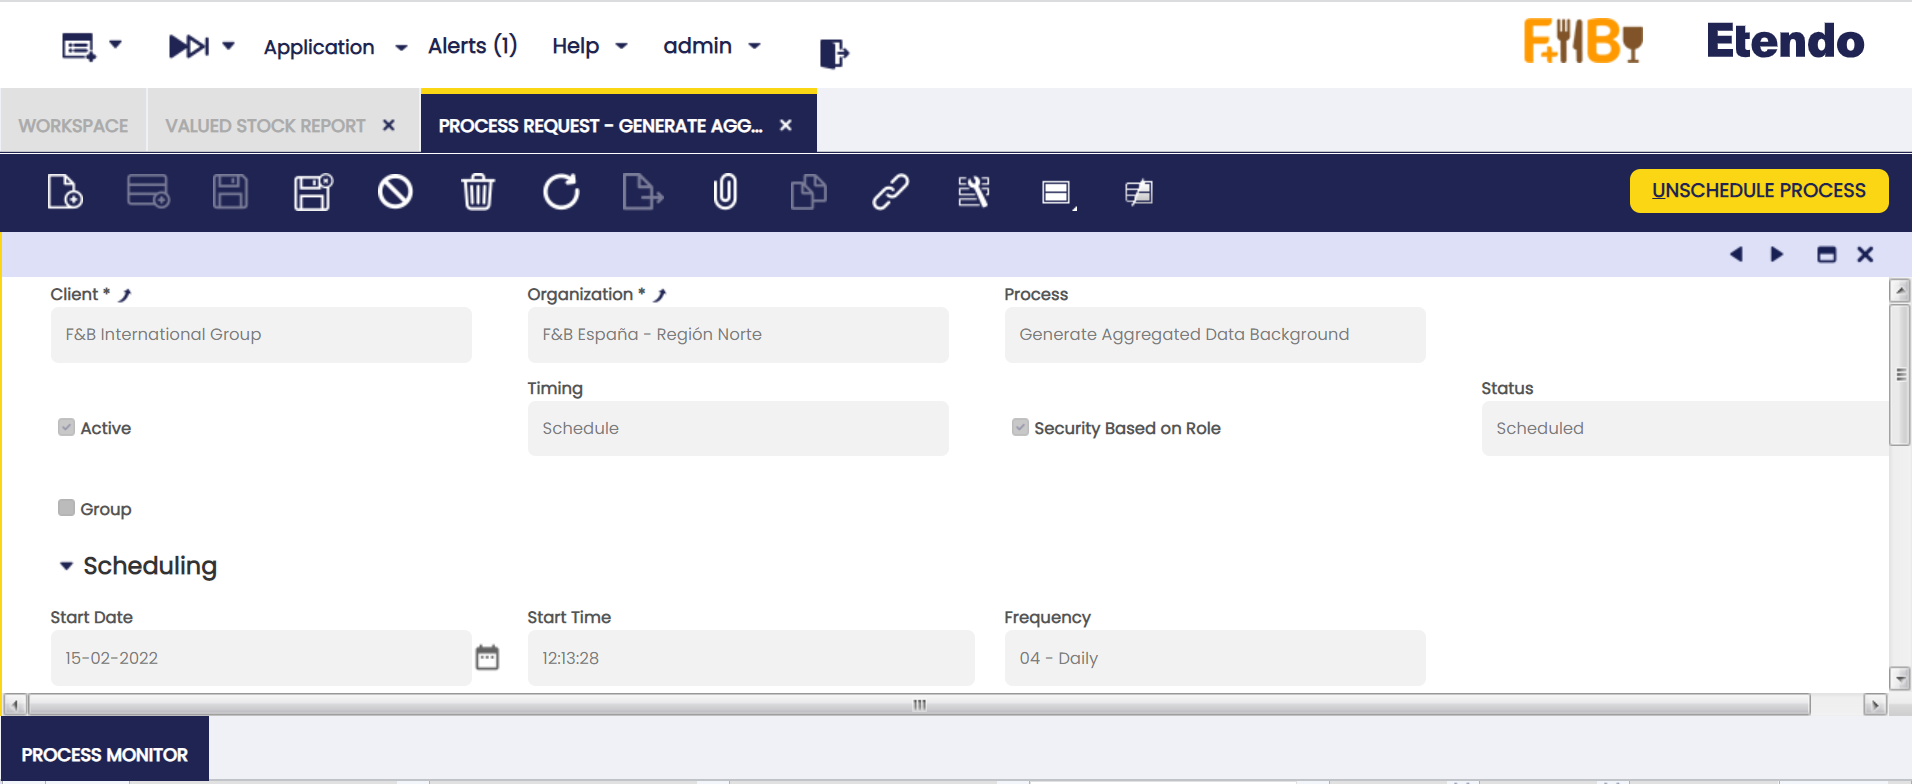 Application Alerts (1) Help admin F+B Etendo
WORKSPACE VALUED STOCK REPORT PROCESS REQUEST - GENERATE AGG...
UNSCHEDULE PROCESS
Client * Organization * Process
F&B International Group F&B España - Región Norte Generate Aggregated Data Background
Timing Status
Active Schedule Security Based on Role Scheduled
Group
Scheduling
Start Date Start Time Frequency
15-02-2022 12:13:28 04 - Daily
PROCESS MONITOR